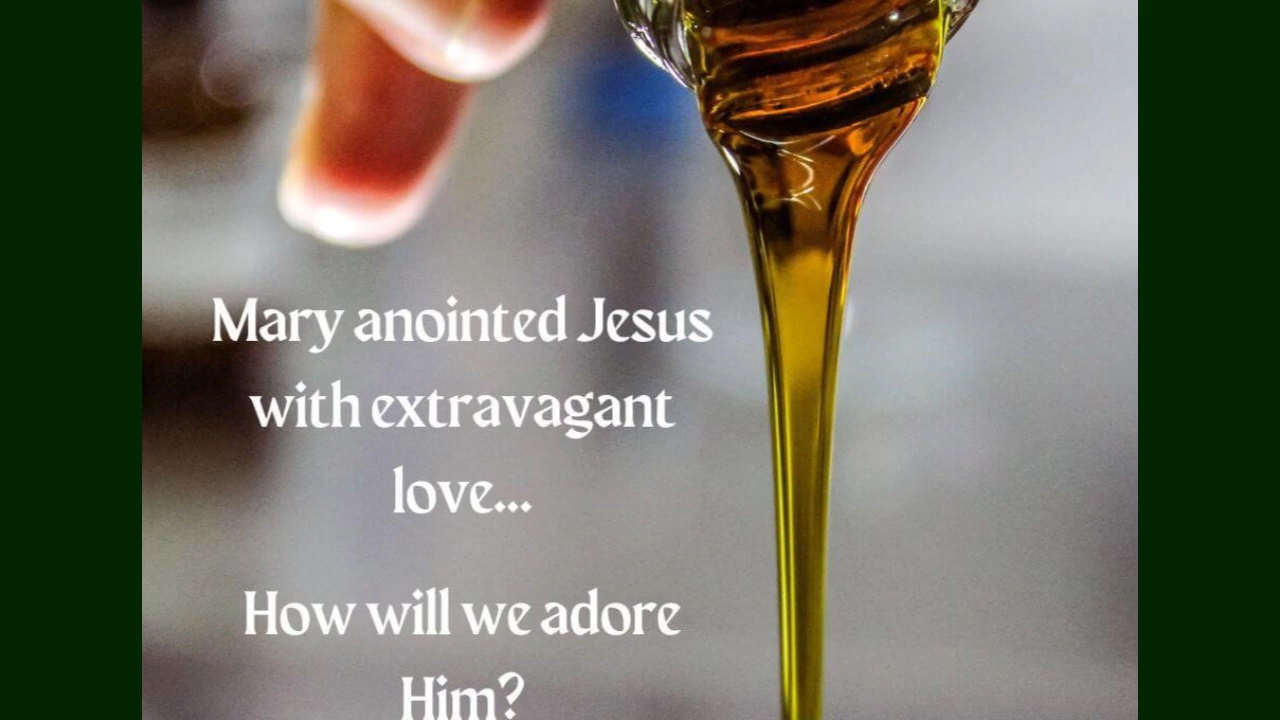 Mary anointed Jesus
with extravagant
love...
How will we adore
Him?